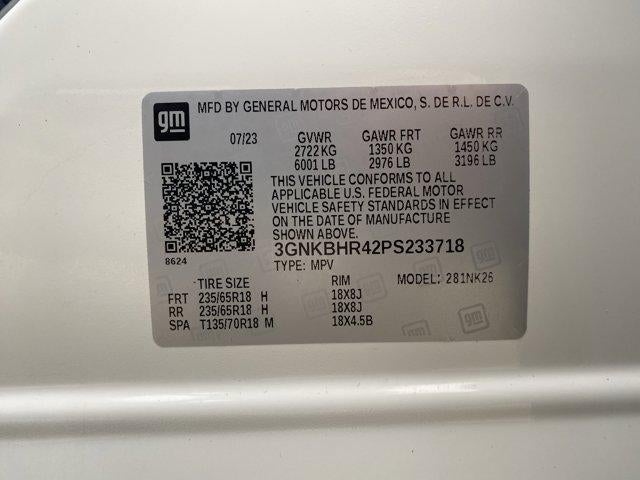 gm
MFD BY GENERAL MOTORS DE MEXICO, S. DE R.L. DE C.V.
07/23 GVWR GAWR FRT GAWR RR
2722 KG 1350 KG 1450 KG
6001 LB 2976 LB 3196 LB
THIS VEHICLE CONFORMS TO ALL
APPLICABLE U.S. FEDERAL MOTOR
VEHICLE SAFETY STANDARDS IN EFFECT
ON THE DATE OF MANUFACTURE
SHOWN ABOVE.
8624
3GNKBHR42PS233718
TYPE: MPV
TIRE SIZE RIM MODEL: 281NK26
FRT 235/65R18 H 18X8J
RR 235/65R18 H 18X8J
SPA T135/70R18 M 18X4.5B